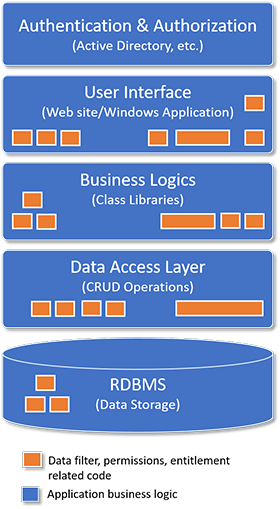 Authentication & Authorization
(Active Directory, etc.)
User Interface
(Web site/Windows Application)
Business Logics
(Class Libraries)
Data Access Layer
(CRUD Operations)
RDBMS
(Data Storage)
Data filter, permissions, entitlement
related code
Application business logic